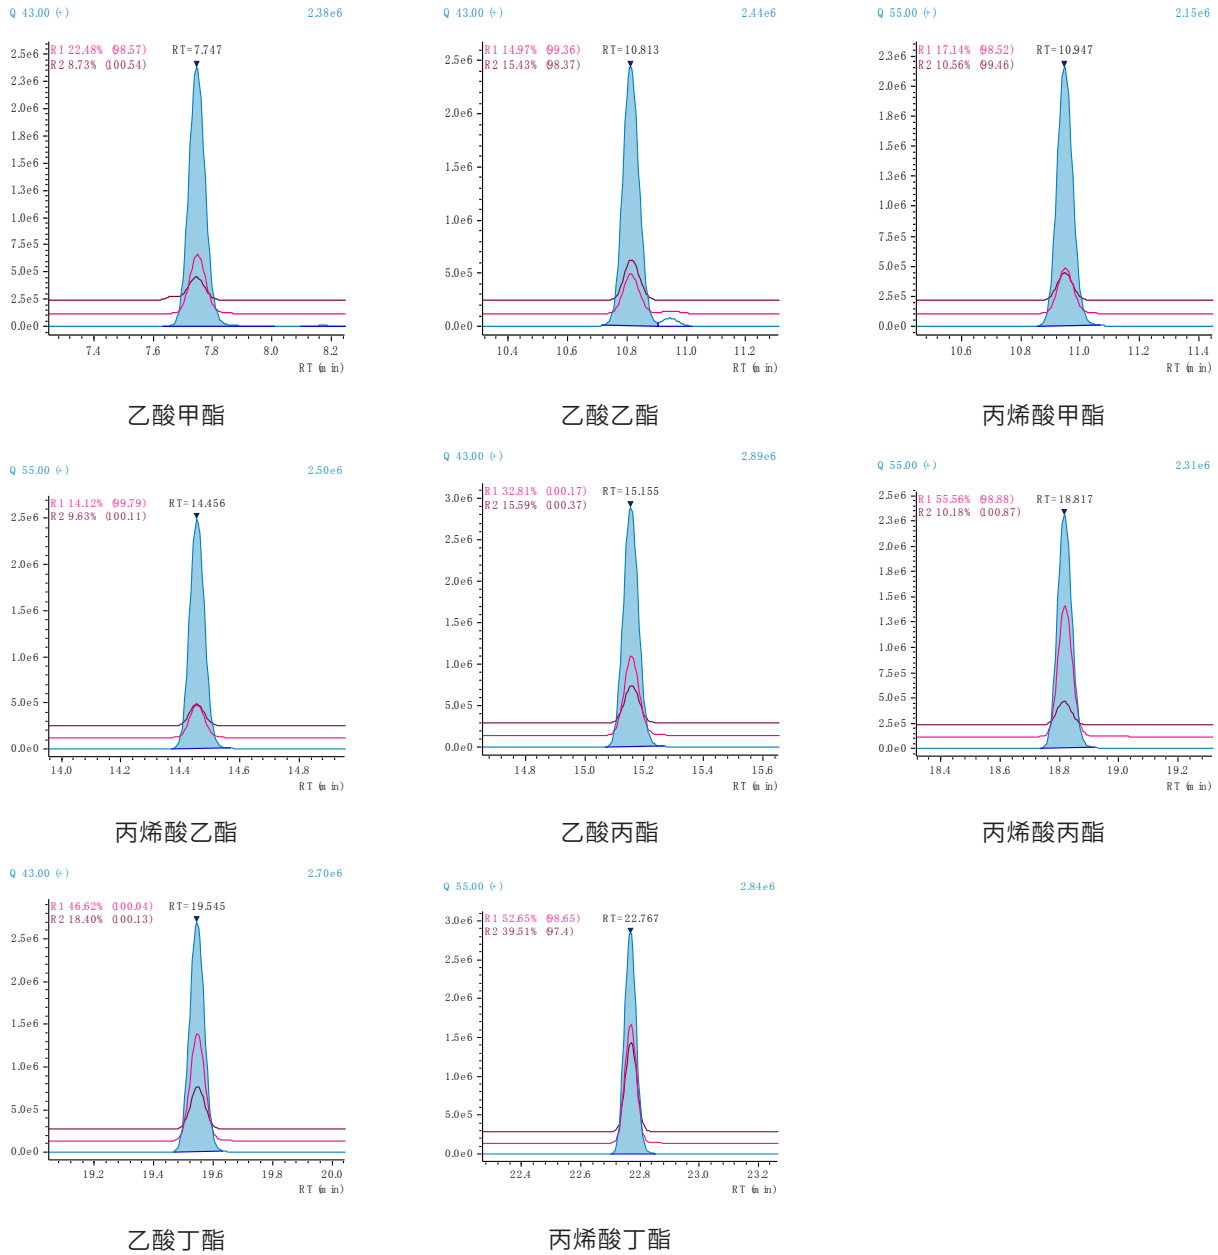 Q 43.00 (+) 2.38e6
R1 22.48% (98.57) RT=7.747
R2 8.73% (100.54)
2.5e6
2.3e6
2.0e6
1.8e6
1.5e6
1.3e6
1.0e6
7.5e5
5.0e5
2.5e5
0.0e0
7.4 7.6 7.8 8.0 8.2
RT (min)
乙酸甲酯
Q 43.00 (+) 2.44e6
R1 14.97% (99.36) RT=10.813
R2 15.43% (98.37)
2.5e6
2.0e6
1.5e6
1.0e6
5.0e5
0.0e0
10.4 10.6 10.8 11.0 11.2
RT (min)
乙酸乙酯
Q 55.00 (+) 2.15e6
R1 17.14% (98.52) RT=10.947
R2 10.56% (99.46)
2.3e6
2.0e6
1.8e6
1.5e6
1.3e6
1.0e6
7.5e5
5.0e5
2.5e5
0.0e0
10.6 10.8 11.0 11.2 11.4
RT (min)
丙烯酸甲酯
Q 55.00 (+) 2.50e6
R1 14.12% (99.79) RT=14.456
R2 9.63% (100.11)
2.5e6
2.0e6
1.5e6
1.0e6
5.0e5
0.0e0
14.0 14.2 14.4 14.6 14.8
RT (min)
丙烯酸乙酯
Q 43.00 (+) 2.89e6
R1 32.81% (100.17) RT=15.155
R2 15.59% (100.37)
3.0e6
2.5e6
2.0e6
1.5e6
1.0e6
5.0e5
0.0e0
14.8 15.0 15.2 15.4 15.6
RT (min)
乙酸丙酯
Q 55.00 (+) 2.31e6
R1 55.56% (98.88) RT=18.817
R2 10.18% (100.87)
2.5e6
2.3e6
2.0e6
1.8e6
1.5e6
1.3e6
1.0e6
7.5e5
5.0e5
2.5e5
0.0e0
18.4 18.6 18.8 19.0 19.2
RT (min)
丙烯酸丙酯
Q 43.00 (+) 2.70e6
R1 46.62% (100.04) RT=19.545
R2 18.40% (100.13)
2.5e6
2.0e6
1.5e6
1.0e6
5.0e5
0.0e0
19.2 19.4 19.6 19.8 20.0
RT (min)
乙酸丁酯
Q 55.00 (+) 2.84e6
R1 52.65% (98.65) RT=22.767
R2 39.51% (97.4)
3.0e6
2.5e6
2.0e6
1.5e6
1.0e6
5.0e5
0.0e0
22.4 22.6 22.8 23.0 23.2
RT (min)
丙烯酸丁酯